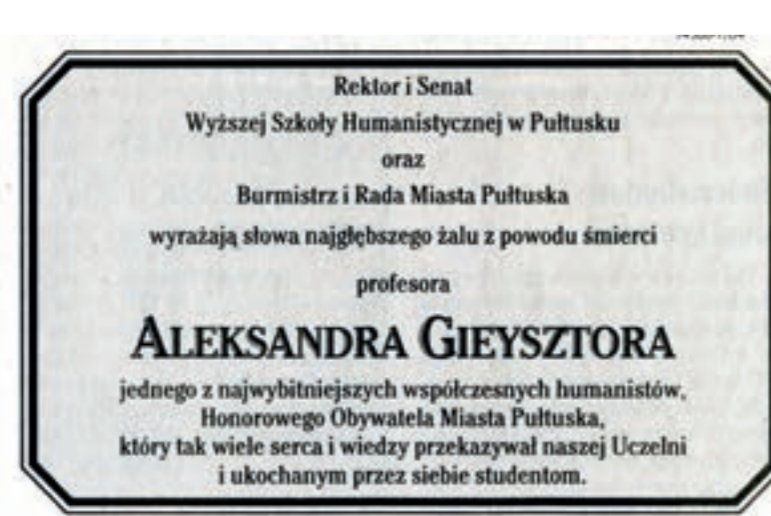 Rektor i Senat
Wyższej Szkoły Humanistycznej w Pułtusku
oraz
Burmistrz i Rada Miasta Pułtuska
wyrażają słowa najgłębszego żalu z powodu śmierci
profesora
ALEKSANDRA GIEYSZTORA
jednego z najwybitniejszych współczesnych humanistów,
Honorowego Obywatela Miasta Pułtuska,
który tak wiele serca i wiedzy przekazywał naszej Uczelni
i ukochanym przez siebie studentom.